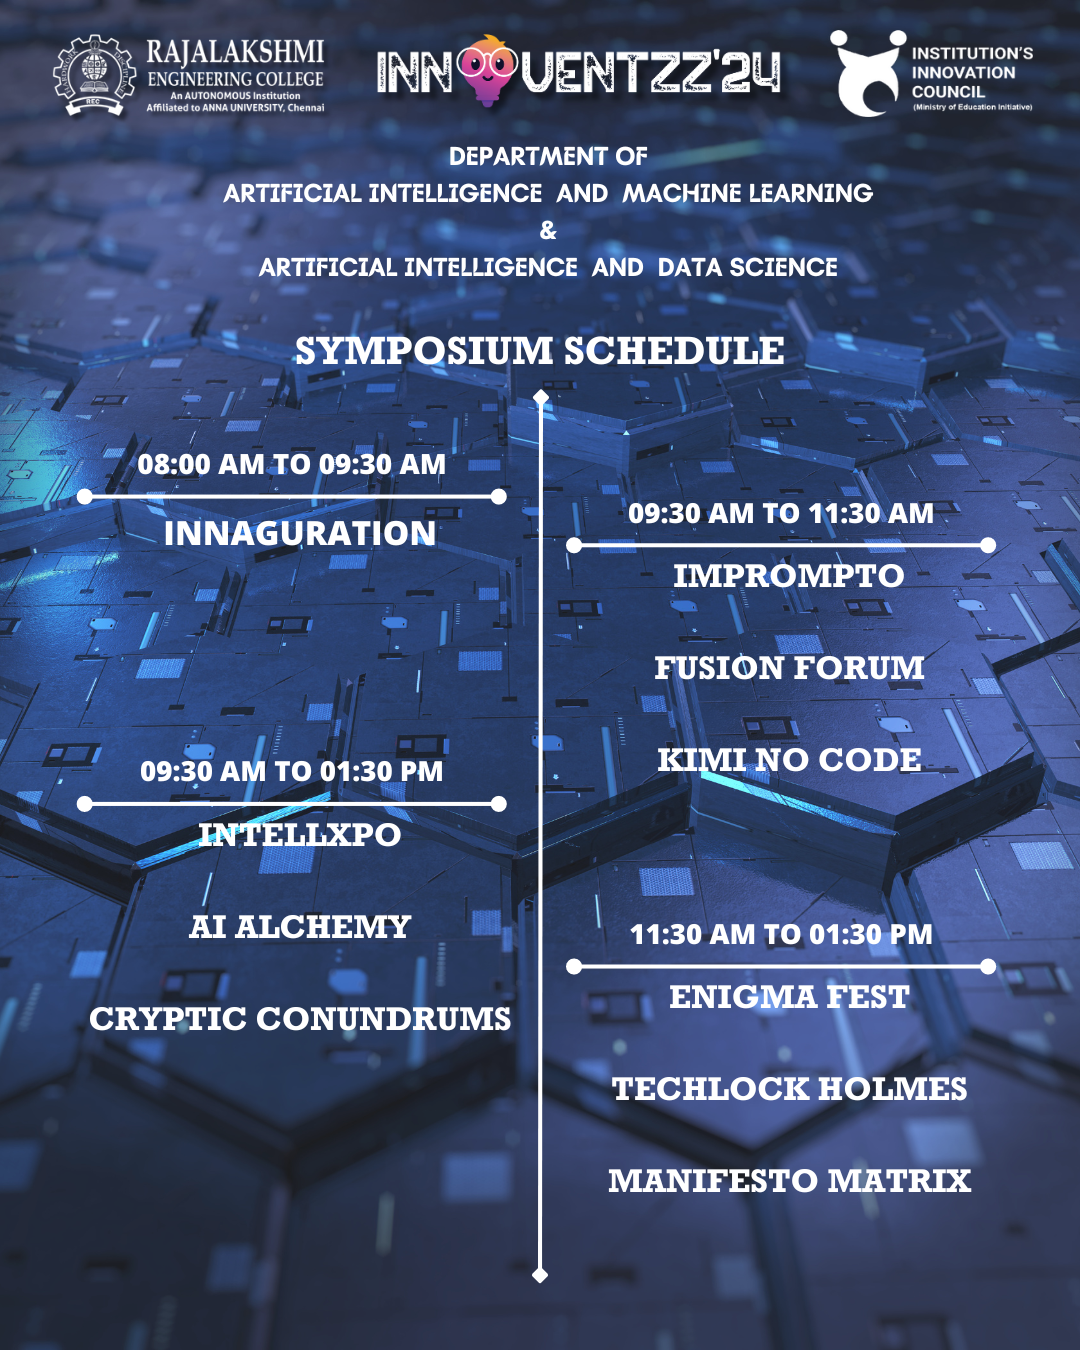 RAJALAKSHMI
ENGINEERING COLLEGE
An AUTONOMOUS Institution
Affiliated to ANNA UNIVERSITY, Chennai
REC
INNOVENTZZ'24
INSTITUTION'S
INNOVATION
COUNCIL
(Ministry of Education Initiative)
DEPARTMENT OF
ARTIFICIAL INTELLIGENCE AND MACHINE LEARNING
&
ARTIFICIAL INTELLIGENCE AND DATA SCIENCE
SYMPOSIUM SCHEDULE
08:00 AM TO 09:30 AM
INNAGURATION
09:30 AM TO 11:30 AM
IMPROMPTO
FUSION FORUM
KIMI NO CODE
09:30 AM TO 01:30 PM
INTELLXPO
AI ALCHEMY
CRYPTIC CONUNDRUMS
11:30 AM TO 01:30 PM
ENIGMA FEST
TECHLOCK HOLMES
MANIFESTO MATRIX